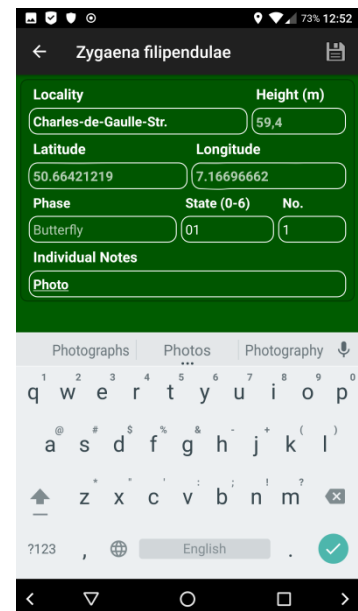 73% 12:52
Zygaena filipendulae
Locality Height (m)
Charles-de-Gaulle-Str. 59,4
Latitude Longitude
50.66421219 7.16696662
Phase State (0-6) No.
Butterfly 01 1
Individual Notes
Photo
Photographs Photos Photography
1 2 3 4 5 6 7 8 9 0
q w e r t y u i o p
@ # $ % & - + ( )
a s d f g h j k l
* " ' : ; ! ?
z x c v b n m
?123 , English .